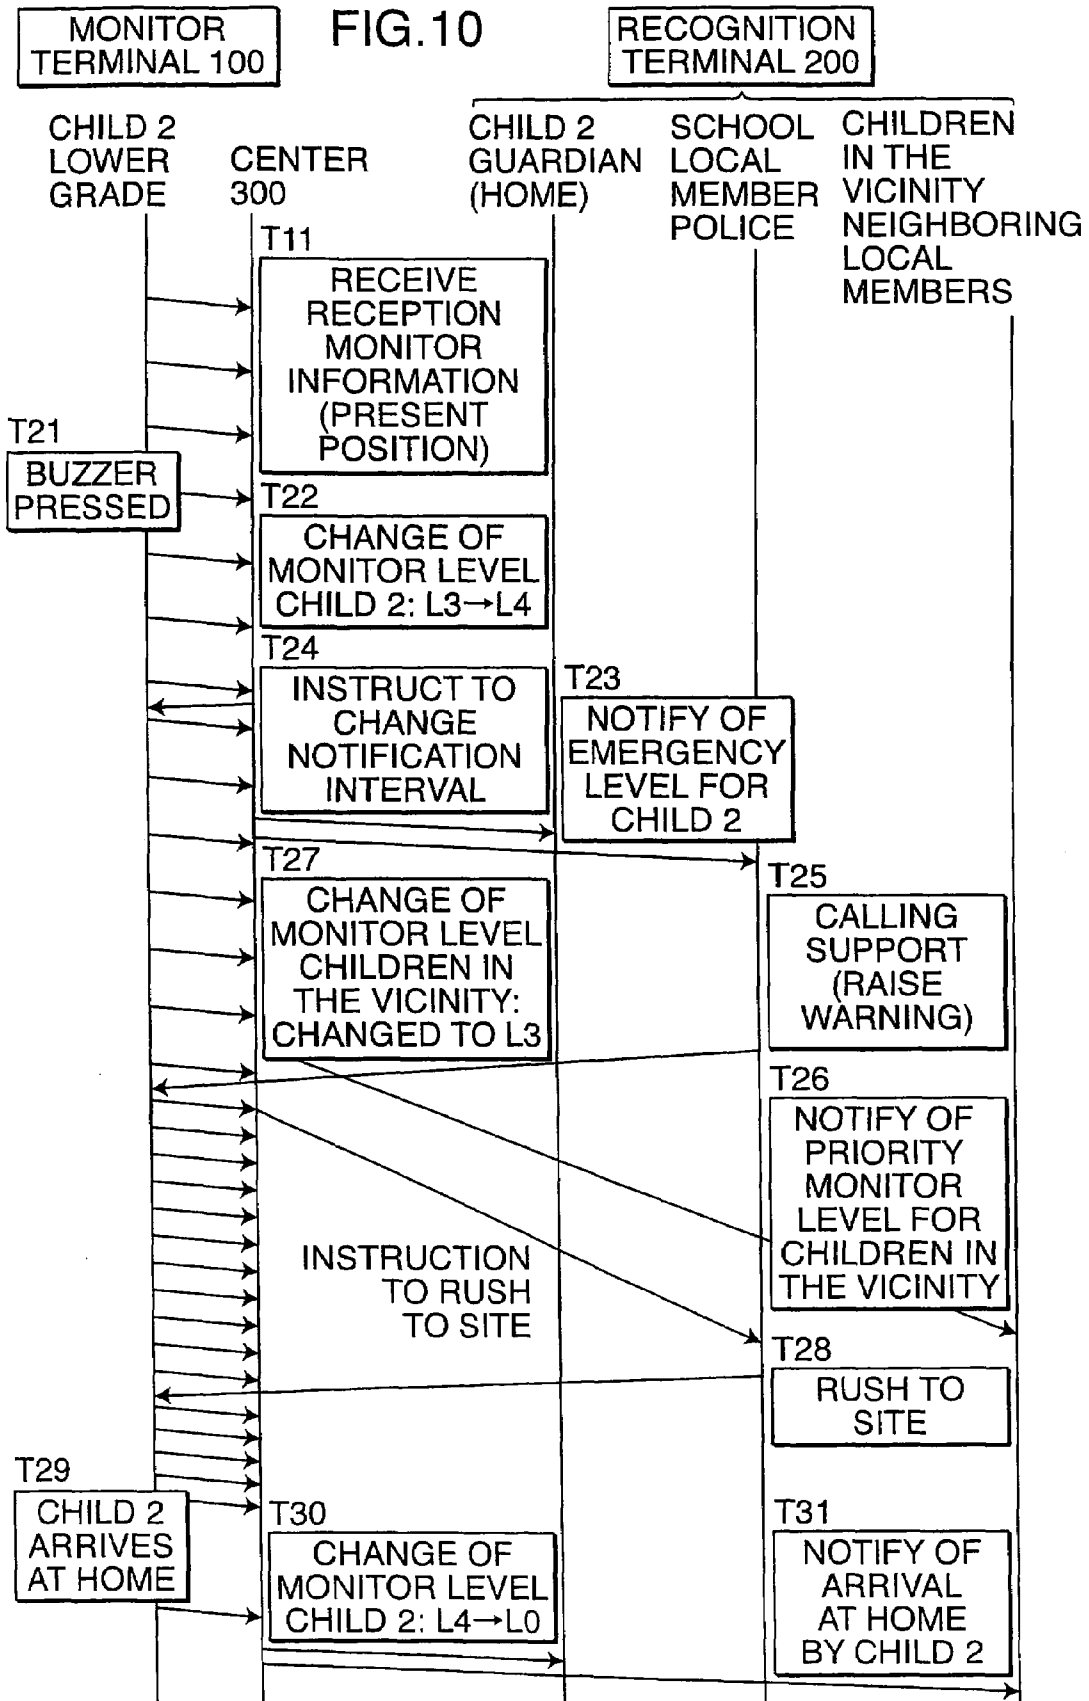 MONITOR
TERMINAL 100
FIG.10
RECOGNITION
TERMINAL 200
CHILD 2
LOWER
GRADE
CENTER
300
CHILD 2
GUARDIAN
(HOME)
SCHOOL
LOCAL
MEMBER
POLICE
CHILDREN
IN THE
VICINITY
NEIGHBORING
LOCAL
MEMBERS
T11
RECEIVE
RECEPTION
MONITOR
INFORMATION
(PRESENT
POSITION)
T21
BUZZER
PRESSED
T22
CHANGE OF
MONITOR LEVEL
CHILD 2: L3→L4
T24
INSTRUCT TO
CHANGE
NOTIFICATION
INTERVAL
T23
NOTIFY OF
EMERGENCY
LEVEL FOR
CHILD 2
T27
CHANGE OF
MONITOR LEVEL
CHILDREN IN
THE VICINITY:
CHANGED TO L3
T25
CALLING
SUPPORT
(RAISE
WARNING)
T26
NOTIFY OF
PRIORITY
MONITOR
LEVEL FOR
CHILDREN IN
THE VICINITY
INSTRUCTION
TO RUSH
TO SITE
T28
RUSH TO
SITE
T29
CHILD 2
ARRIVES
AT HOME
T30
CHANGE OF
MONITOR LEVEL
CHILD 2: L4→L0
T31
NOTIFY OF
ARRIVAL
AT HOME
BY CHILD 2